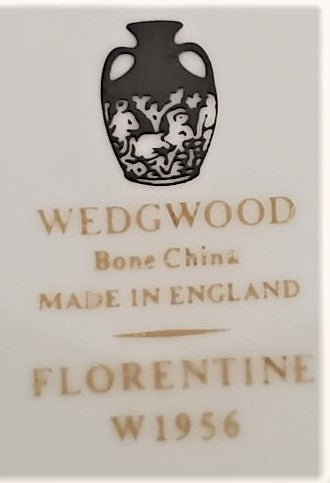 WEDGWOOD
Bone China
MADE IN ENGLAND
FLORENTINE
W1956